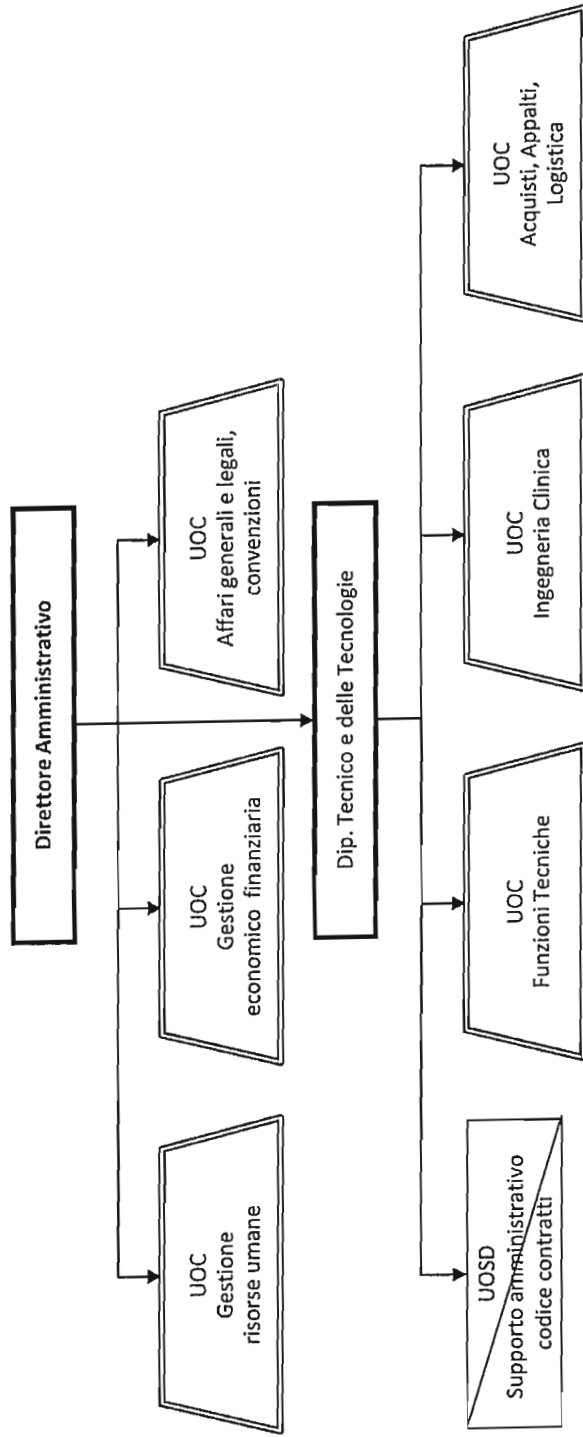 Direttore Amministrativo
UOC
Gestione
risorse umane
UOC
Gestione
economico finanziaria
UOC
Affari generali e legali,
convenzioni
Dip. Tecnico e delle Tecnologie
UOSD
Supporto amministrativo
codice contratti
UOC
Funzioni Tecniche
UOC
Ingegneria Clinica
UOC
Acquisti, Appalti,
Logistica